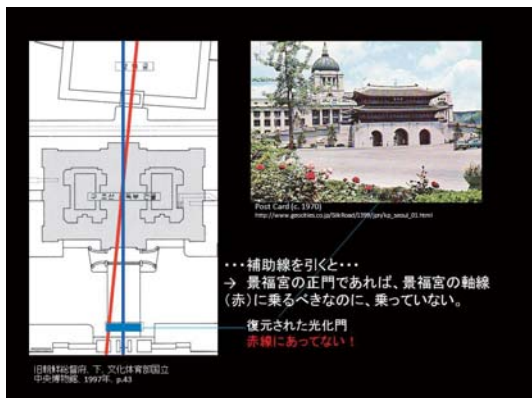 Post Card (c. 1970)
http://www.geocities.co.jp/SilkRoad/1399/jpn/kp_seoul_01.html
・・・補助線を引くと・・・
→ 景福宮の正門であれば、景福宮の軸線
（赤）に乗るべきなのに、乗っていない。
復元された光化門
赤線にあってない！
旧朝鮮総督府、下、文化体育部国立
中央博物館、1997年、p.43